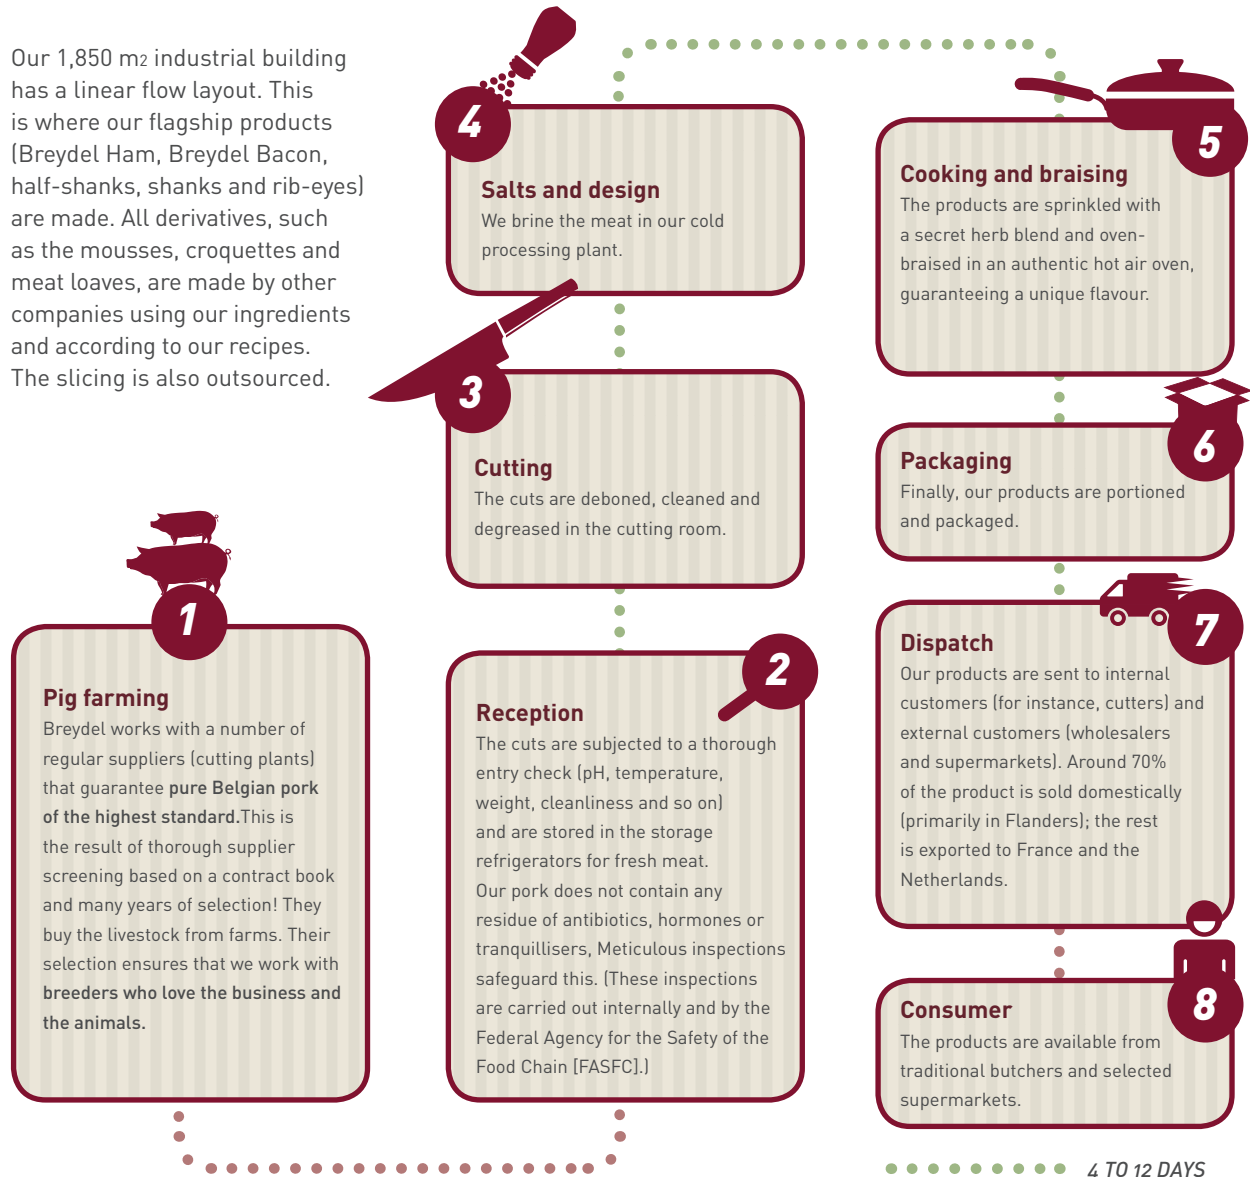 Our 1,850 m2 industrial building
has a linear flow layout. This
is where our flagship products
(Breydel Ham, Breydel Bacon,
half-shanks, shanks and rib-eyes)
are made. All derivatives, such
as the mousses, croquettes and
meat loaves, are made by other
companies using our ingredients
and according to our recipes.
The slicing is also outsourced.
1
Pig farming
Breydel works with a number of
regular suppliers (cutting plants)
that guarantee pure Belgian pork
of the highest standard.This is
the result of thorough supplier
screening based on a contract book
and many years of selection! They
buy the livestock from farms. Their
selection ensures that we work with
breeders who love the business and
the animals.
2
Reception
The cuts are subjected to a thorough
entry check (pH, temperature,
weight, cleanliness and so on)
and are stored in the storage
refrigerators for fresh meat.
Our pork does not contain any
residue of antibiotics, hormones or
tranquillisers, Meticulous inspections
safeguard this. (These inspections
are carried out internally and by the
Federal Agency for the Safety of the
Food Chain [FASFC].)
3
Cutting
The cuts are deboned, cleaned and
degreased in the cutting room.
4
Salts and design
We brine the meat in our cold
processing plant.
5
Cooking and braising
The products are sprinkled with
a secret herb blend and oven-
braised in an authentic hot air oven,
guaranteeing a unique flavour.
6
Packaging
Finally, our products are portioned
and packaged.
7
Dispatch
Our products are sent to internal
customers (for instance, cutters) and
external customers (wholesalers
and supermarkets). Around 70%
of the product is sold domestically
(primarily in Flanders); the rest
is exported to France and the
Netherlands.
8
Consumer
The products are available from
traditional butchers and selected
supermarkets.
4 TO 12 DAYS